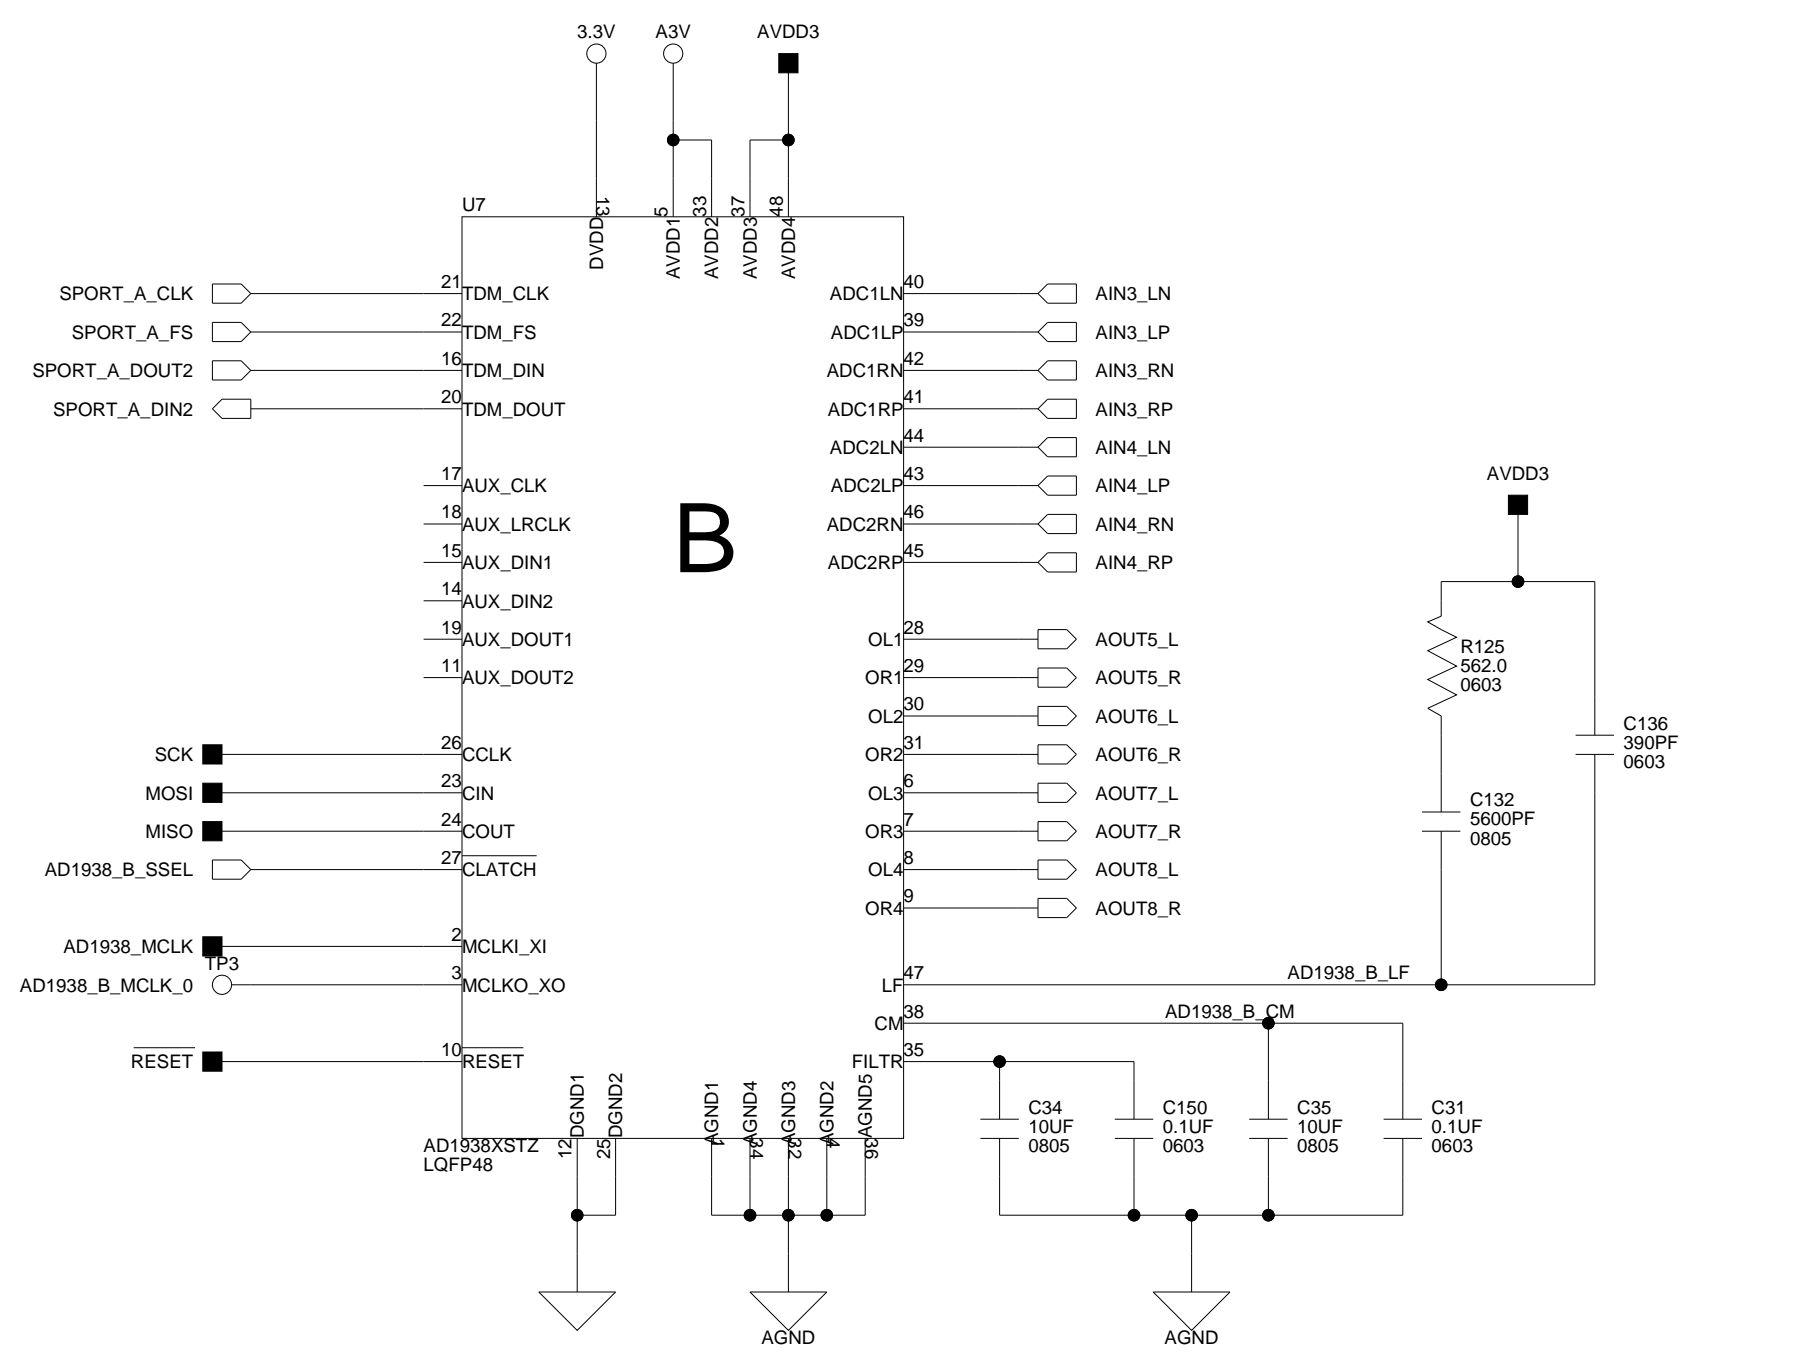 3.3V
A3V
AVDD3
U7
13
5
33
37
48
DVDD
AVDD1
AVDD2
AVDD3
AVDD4
SPORT_A_CLK
21
TDM_CLK
SPORT_A_FS
22
TDM_FS
SPORT_A_DOUT2
16
TDM_DIN
SPORT_A_DIN2
20
TDM_DOUT
17
AUX_CLK
18
AUX_LRCLK
15
AUX_DIN1
14
AUX_DIN2
19
AUX_DOUT1
11
AUX_DOUT2
SCK
26
CCLK
MOSI
23
CIN
MISO
24
COUT
AD1938_B_SSEL
27
CLATCH
AD1938_MCLK
2
MCLKI_XI
TP3
AD1938_B_MCLK_0
3
MCLKO_XO
RESET
10
RESET
B
ADC1LN
40
AIN3_LN
ADC1LP
39
AIN3_LP
ADC1RN
42
AIN3_RN
ADC1RP
41
AIN3_RP
ADC2LN
44
AIN4_LN
ADC2LP
43
AIN4_LP
ADC2RN
46
AIN4_RN
ADC2RP
45
AIN4_RP
OL1
28
AOUT5_L
OR1
29
AOUT5_R
OL2
30
AOUT6_L
OR2
31
AOUT6_R
OL3
6
AOUT7_L
OR3
7
AOUT7_R
OL4
8
AOUT8_L
OR4
9
AOUT8_R
LF
47
AD1938_B_LF
CM
38
AD1938_B_CM
FILTR
35
AVDD3
R125
562.0
0603
C136
390PF
0603
C132
5600PF
0805
C34
10UF
0805
C150
0.1UF
0603
C35
10UF
0805
C31
0.1UF
0603
DGND1
DGND2
AGND1
AGND4
AGND3
AGND2
AGND5
12
25
1
34
32
4
36
AD1938XSTZ
LQFP48
AGND
AGND